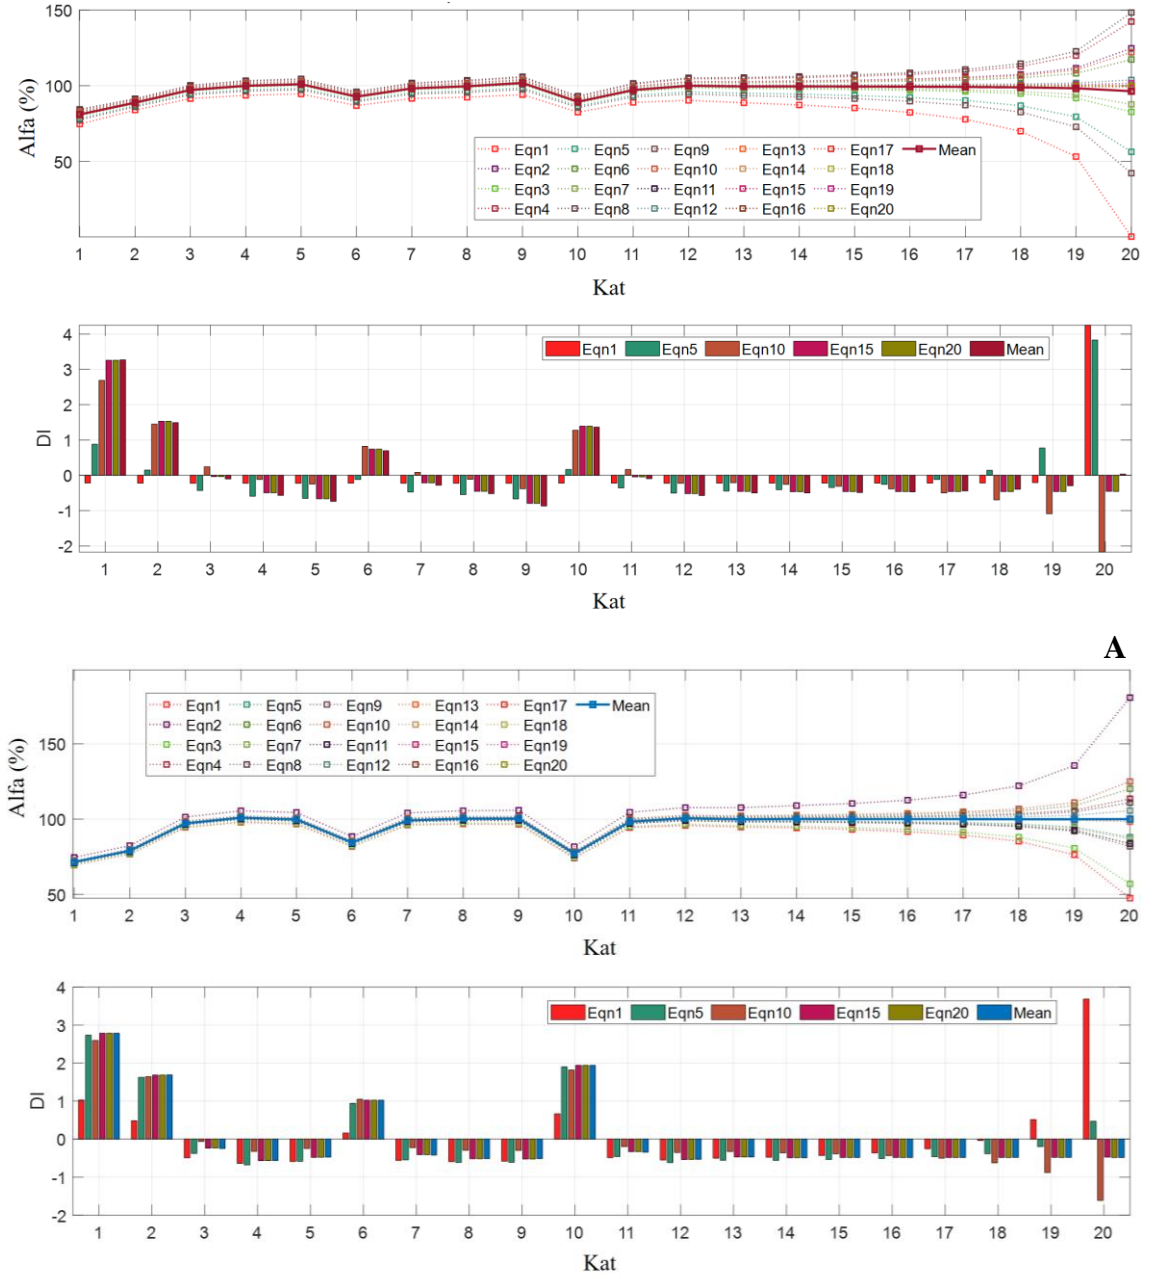 150
100
50
Alfa (%)
Eqn1 Eqn5 Eqn9 Eqn13 Eqn17 Mean
Eqn2 Eqn6 Eqn10 Eqn14 Eqn18
Eqn3 Eqn7 Eqn11 Eqn15 Eqn19
Eqn4 Eqn8 Eqn12 Eqn16 Eqn20
1 2 3 4 5 6 7 8 9 10 11 12 13 14 15 16 17 18 19 20
Kat
4
3
2
1
0
-1
-2
DI
Eqn1 Eqn5 Eqn10 Eqn15 Eqn20 Mean
1 2 3 4 5 6 7 8 9 10 11 12 13 14 15 16 17 18 19 20
Kat
A
150
100
50
Alfa (%)
Eqn1 Eqn5 Eqn9 Eqn13 Eqn17 Mean
Eqn2 Eqn6 Eqn10 Eqn14 Eqn18
Eqn3 Eqn7 Eqn11 Eqn15 Eqn19
Eqn4 Eqn8 Eqn12 Eqn16 Eqn20
1 2 3 4 5 6 7 8 9 10 11 12 13 14 15 16 17 18 19 20
Kat
4
3
2
1
0
-1
-2
DI
Eqn1 Eqn5 Eqn10 Eqn15 Eqn20 Mean
1 2 3 4 5 6 7 8 9 10 11 12 13 14 15 16 17 18 19 20
Kat